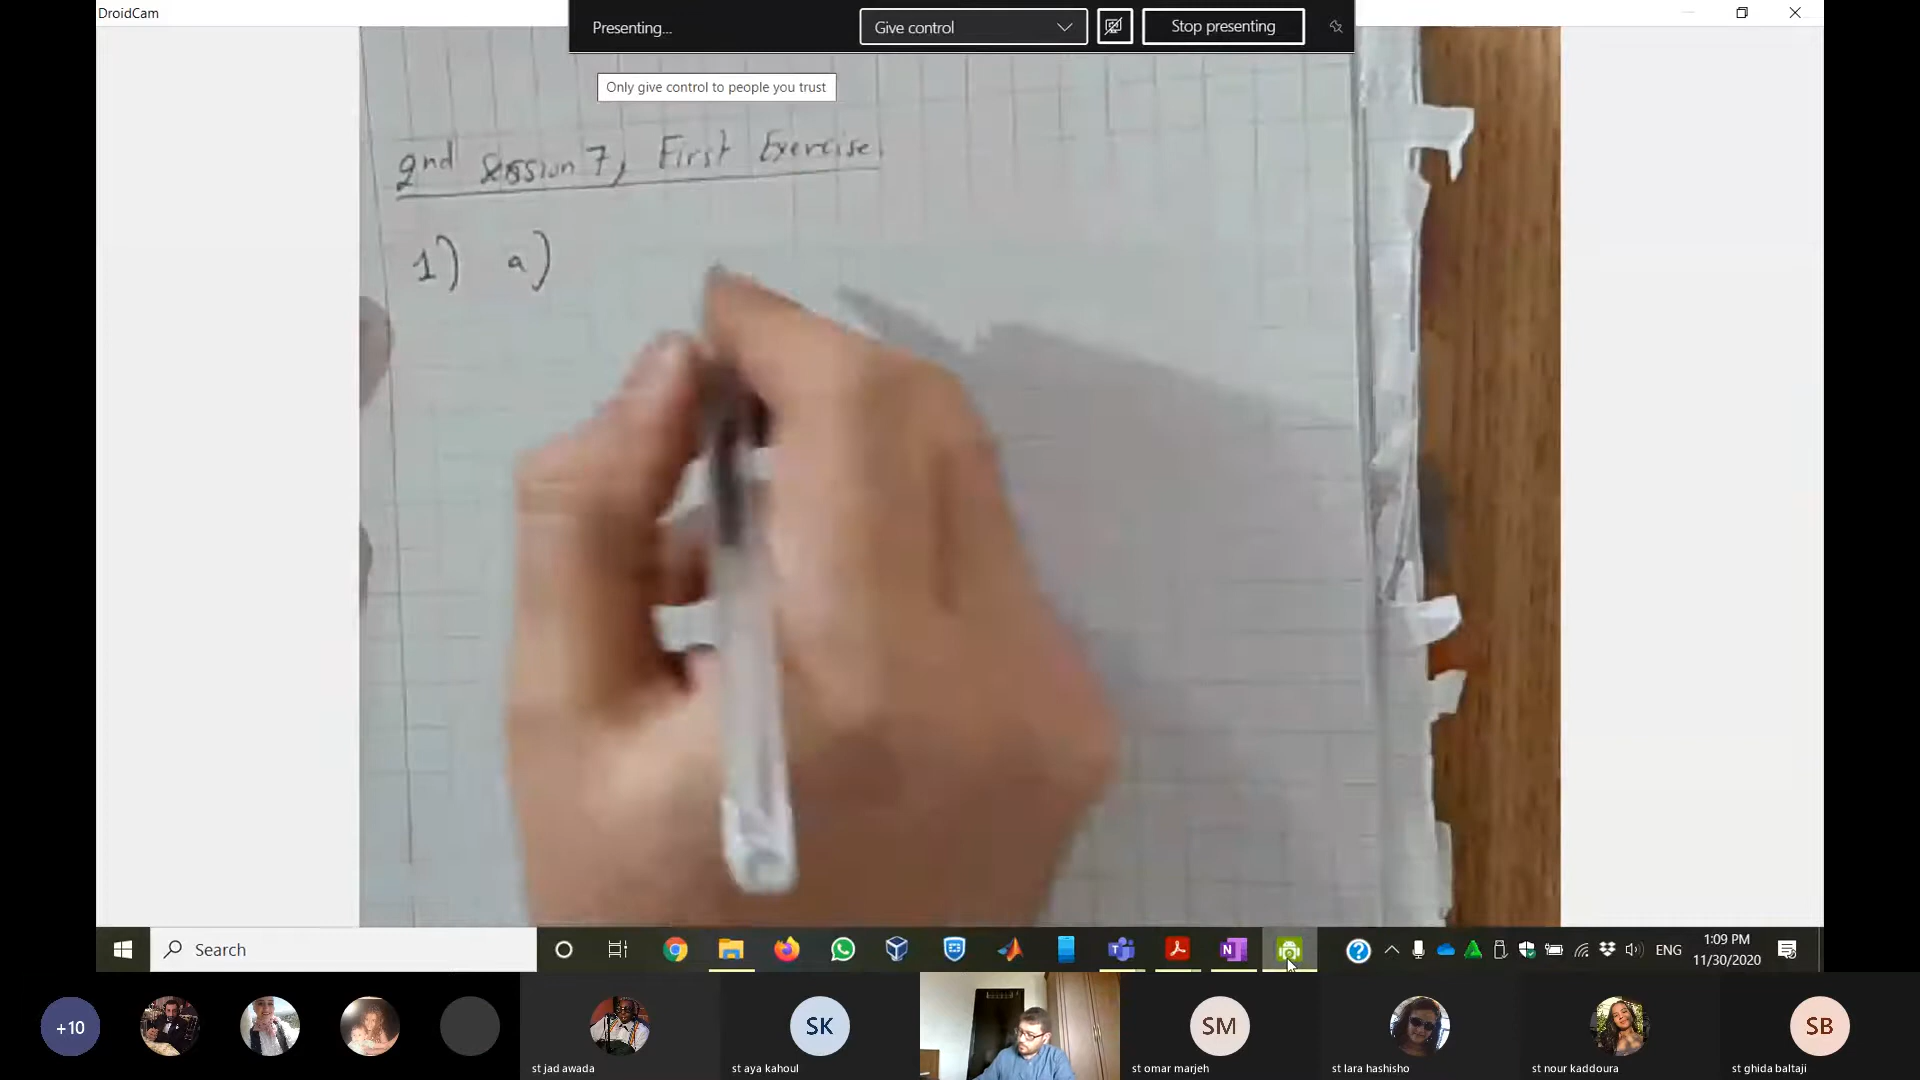 DroidCam
Presenting...
Give control
Stop presenting
Only give control to people you trust
2nd Session 7, First Exercise.
1) a)
Search
ENG
1:09 PM
11/30/2020
+10
SK
SM
SB
st jad awada
st aya kahoul
st omar marjeh
st lara hashisho
st nour kaddoura
st ghida baltaji